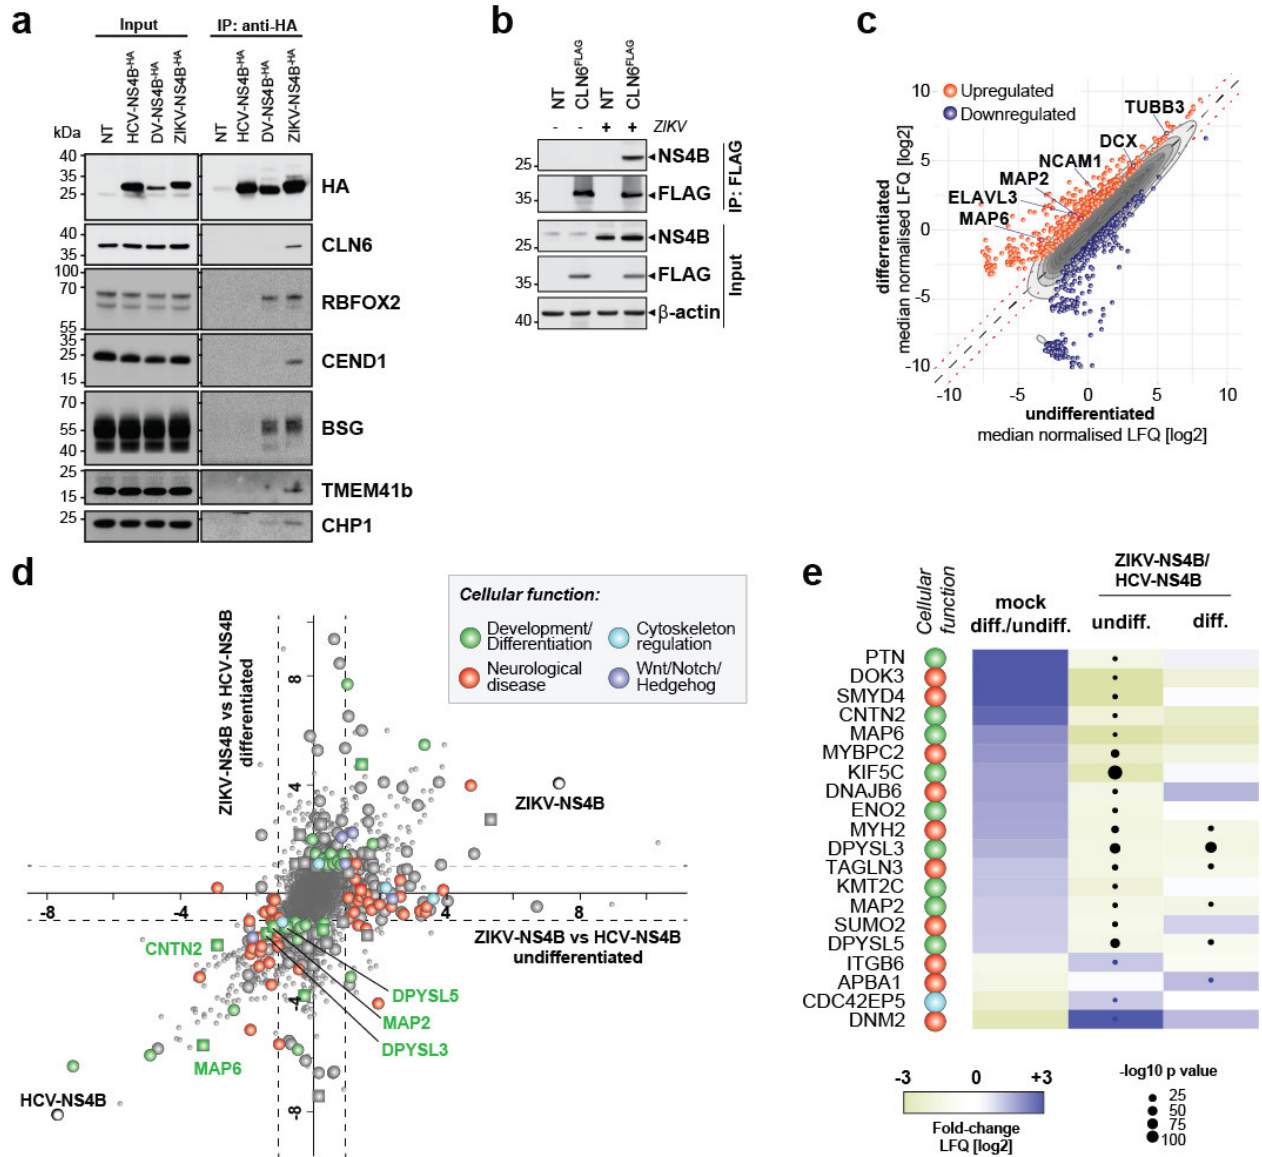 a
Input
IP: anti-HA
NT
HCV-NS4B-HA
DV-NS4B-HA
ZIKV-NS4B-HA
NT
HCV-NS4B-HA
DV-NS4B-HA
ZIKV-NS4B-HA
kDa
40
35
25
HA
40
35
CLN6
100
70
55
RBFOX2
35
25
15
CEND1
70
55
40
BSG
25
15
TMEM41b
25
CHP1
b
NT
CLN6FLAG
NT
CLN6FLAG
- - + + ZIKV
25
NS4B
35
FLAG
IP: FLAG
25
NS4B
35
FLAG
40
β-actin
Input
c
Upregulated
Downregulated
TUBB3
DCX
NCAM1
MAP2
ELAVL3
MAP6
10
5
0
-5
-10
differrentiated
median normalised LFQ [log2]
-10 -5 0 5 10
undifferentiated
median normalised LFQ [log2]
d
Cellular function:
Development/
Differentiation
Neurological
disease
Cytoskeleton
regulation
Wnt/Notch/
Hedgehog
ZIKV-NS4B vs HCV-NS4B
differentiated
8
4
-4
-8
-8 -4 4 8
ZIKV-NS4B
ZIKV-NS4B vs HCV-NS4B
undifferentiated
CNTN2
DPYSL5
MAP2
DPYSL3
MAP6
HCV-NS4B
e
Cellular
function
mock
diff./undiff.
ZIKV-NS4B/
HCV-NS4B
undiff.
diff.
PTN
DOK3
SMYD4
CNTN2
MAP6
MYBPC2
KIF5C
DNAJB6
ENO2
MYH2
DPYSL3
TAGLN3
KMT2C
MAP2
SUMO2
DPYSL5
ITGB6
APBA1
CDC42EP5
DNM2
-3 0 +3
Fold-change
LFQ [log2]
-log10 p value
25
50
75
100